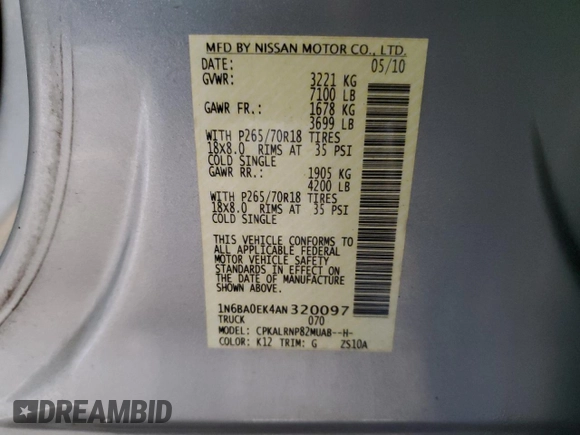 MFD BY NISSAN MOTOR CO., LTD.
DATE: 05/10
GVWR: 3221 KG
7100 LB
GAWR FR.: 1678 KG
3699 LB
WITH P265/70R18 TIRES
18x8.0 RIMS AT 35 PSI
COLD SINGLE
GAWR RR.: 1905 KG
4200 LB
WITH P265/70R18 TIRES
18x8.0 RIMS AT 35 PSI
COLD SINGLE
THIS VEHICLE CONFORMS TO
ALL APPLICABLE FEDERAL
MOTOR VEHICLE SAFETY
STANDARDS IN EFFECT ON
THE DATE OF MANUFACTURE
SHOWN ABOVE.
1N6BA0EK4AN320097
TRUCK 070
MODEL: CPKALRNP82MUA8--H-
COLOR: K12 TRIM: G ZS10A
DREAMBID